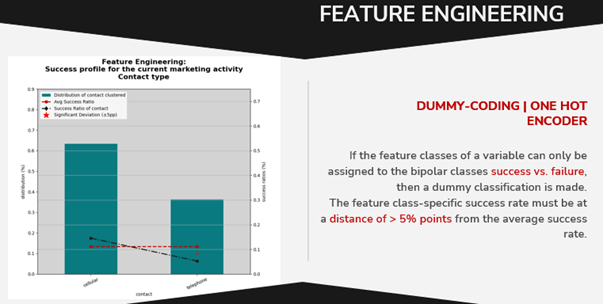 FEATURE ENGINEERING
Feature Engineering:
Success profile for the current marketing activity
Contact type
Distribution of contact clustered
Avg Success Ratio
Success Ratio of contact
Significant Deviation (±5pp)
0.9
0.8
0.7
0.6
0.5
0.4
0.3
0.2
0.1
0.0
distribution (%)
0.7
0.6
0.5
0.4
0.3
0.2
0.1
0.0
success ratios (%)
cellular
telephone
contact
DUMMY-CODING | ONE HOT
ENCODER
If the feature classes of a variable can only be
assigned to the bipolar classes success vs. failure,
then a dummy classification is made.
The feature class-specific success rate must be at
a distance of > 5% points from the average success
rate.